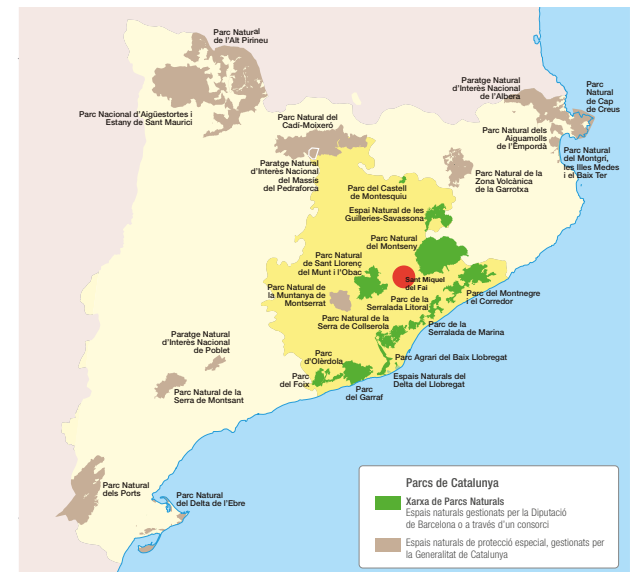 Parc Natural
de l'Alt Pirineu
Parc Nacional d'Aigüestortes i
Estany de Sant Maurici
Parc Natural del
Cadí-Moixeró
Paratge Natural
d'Interès Nacional
de l'Albera
Parc
Natural
de Cap
de Creus
Parc Natural dels
Aiguamolls
de l'Empordà
Parc Natural
del Montgrí,
les Illes Medes
i el Baix Ter
Paratge Natural
d'Interès Nacional
del Massís
del Pedraforca
Parc Natural de la
Zona Volcànica
de la Garrotxa
Parc del Castell
de Montesquiu
Espai Natural de les
Guilleries-Savassona
Parc Natural
del Montseny
Parc Natural
de Sant Llorenç
del Munt i l'Obac
Sant Miquel
del Fai
Parc Natural de
la Muntanya de
Montserrat
Parc del Montnegre
i el Corredor
Parc de la
Serralada Litoral
Parc Natural de la
Serra de Collserola
Parc de la
Serralada de Marina
Paratge Natural
d'Interès Nacional
de Poblet
Parc
d'Olèrdola
Parc Agrari del Baix Llobregat
Parc
del Foix
Espais Naturals del
Delta del Llobregat
Parc
del Garraf
Parc Natural de la
Serra de Montsant
Parc Natural
dels Ports
Parc Natural
del Delta de l'Ebre
Parcs de Catalunya
Xarxa de Parcs Naturals
Espais naturals gestionats per la Diputació
de Barcelona o a través d'un consorci
Espais naturals de protecció especial, gestionats per
la Generalitat de Catalunya